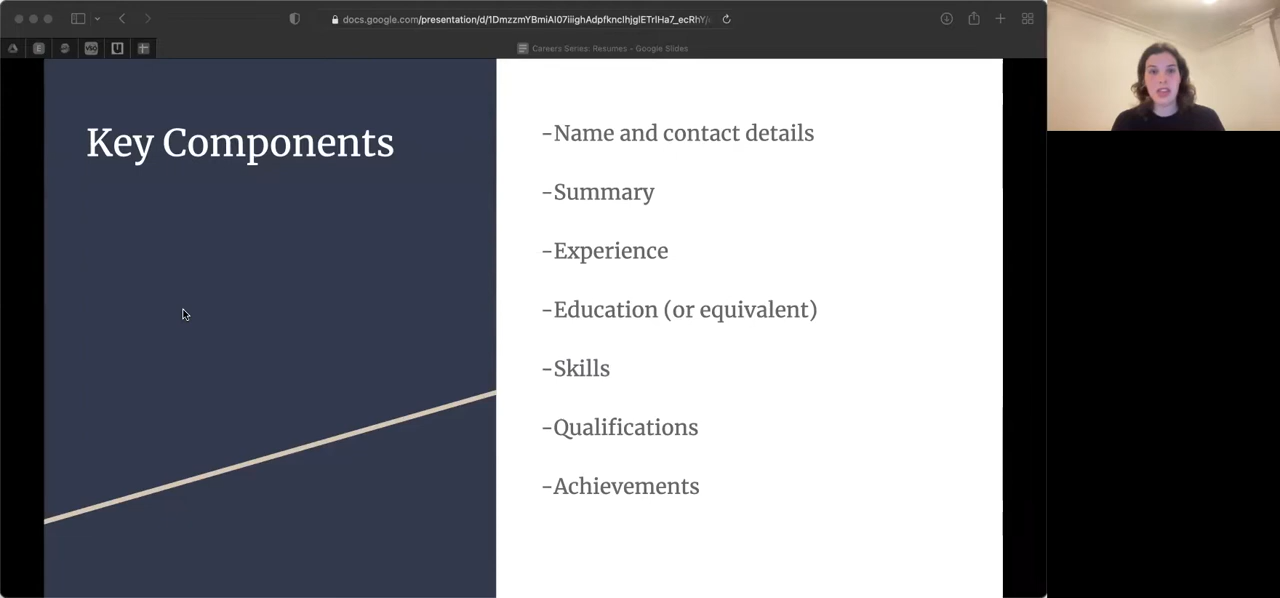 Careers Series: Resumes – Google Slides
Key Components
-Name and contact details
-Summary
-Experience
-Education (or equivalent)
-Skills
-Qualifications
-Achievements